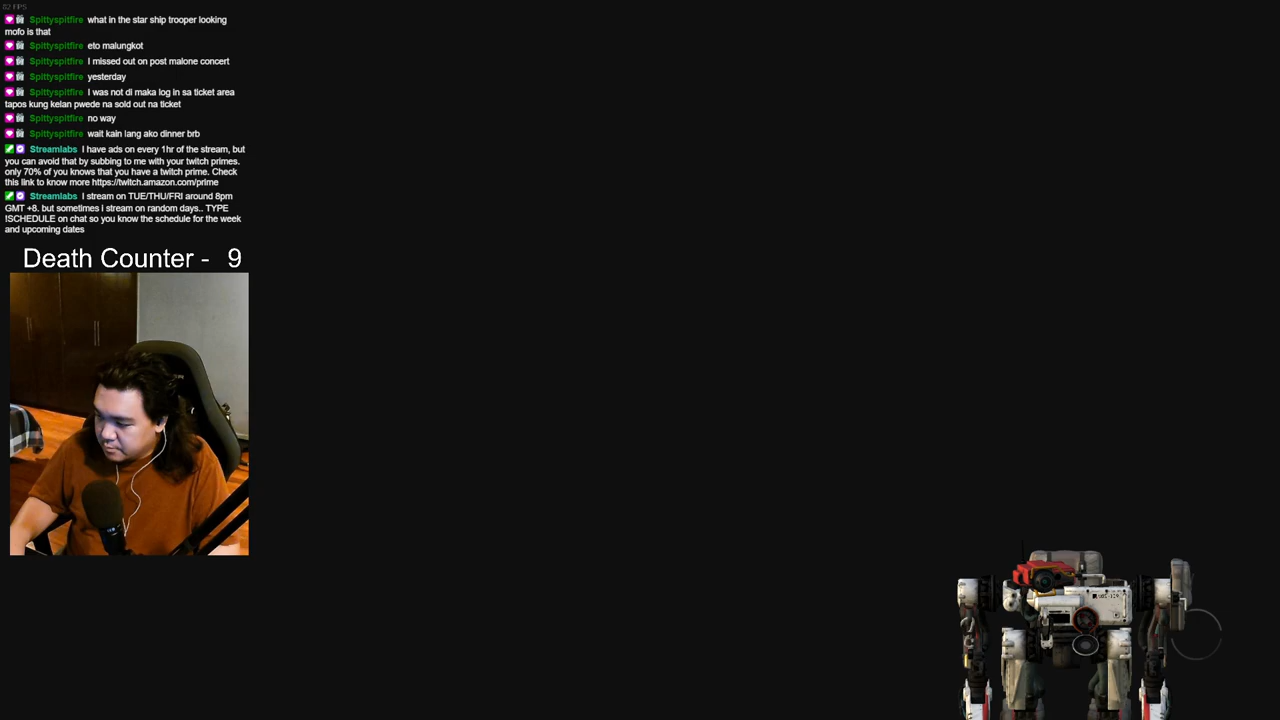 62 FPS
Spittyspitfire what in the star ship trooper looking
mofo is that
Spittyspitfire eto malungkot
Spittyspitfire I missed out on post malone concert
Spittyspitfire yesterday
Spittyspitfire I was not di maka log in sa ticket area
tapos kung kelan pwede na sold out na ticket
Spittyspitfire no way
Spittyspitfire wait kain lang ako dinner brb
Streamlabs I have ads on every 1hr of the stream, but
you can avoid that by subbing to me with your twitch primes.
only 70% of you knows that you have a twitch prime. Check
this link to know more https://twitch.amazon.com/prime
Streamlabs I stream on TUE/THU/FRI around 8pm
GMT +8. but sometimes i stream on random days.. TYPE
!SCHEDULE on chat so you know the schedule for the week
and upcoming dates
Death Counter - 9